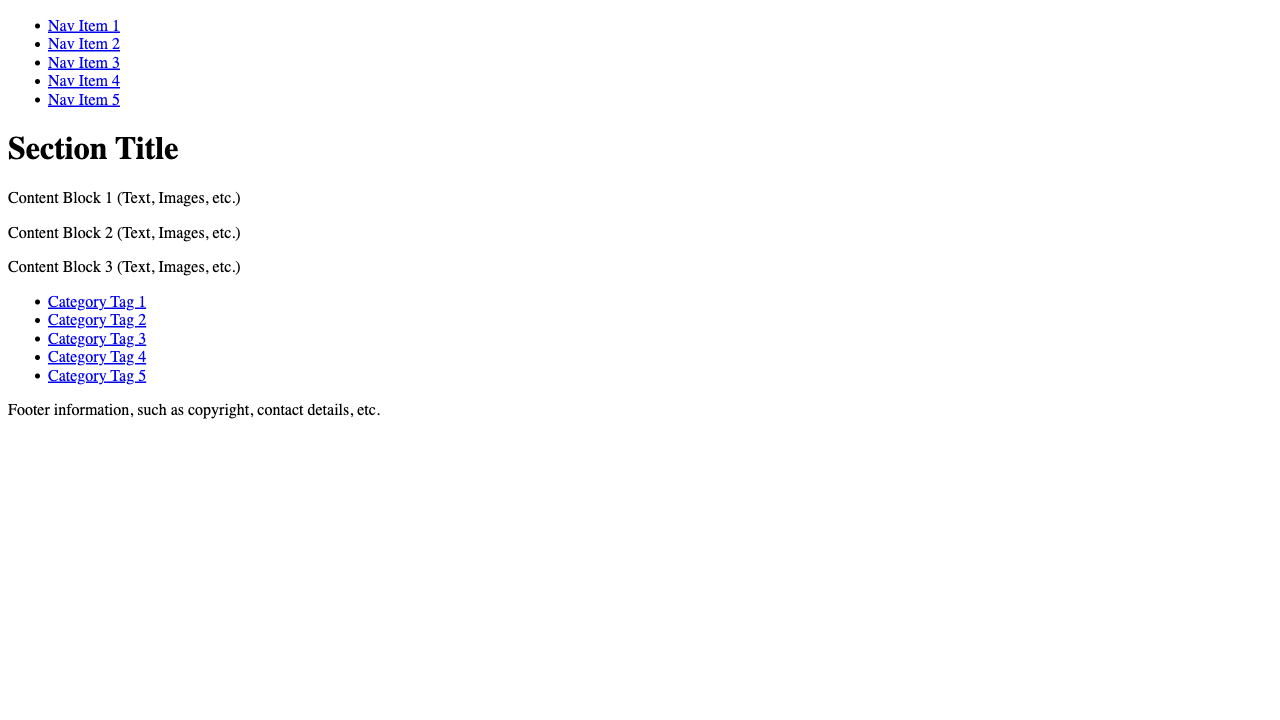 Nav Item 1
Nav Item 2
Nav Item 3
Nav Item 4
Nav Item 5
Section Title
Content Block 1 (Text, Images, etc.)
Content Block 2 (Text, Images, etc.)
Content Block 3 (Text, Images, etc.)
Category Tag 1
Category Tag 2
Category Tag 3
Category Tag 4
Category Tag 5
Footer information, such as copyright, contact details, etc.